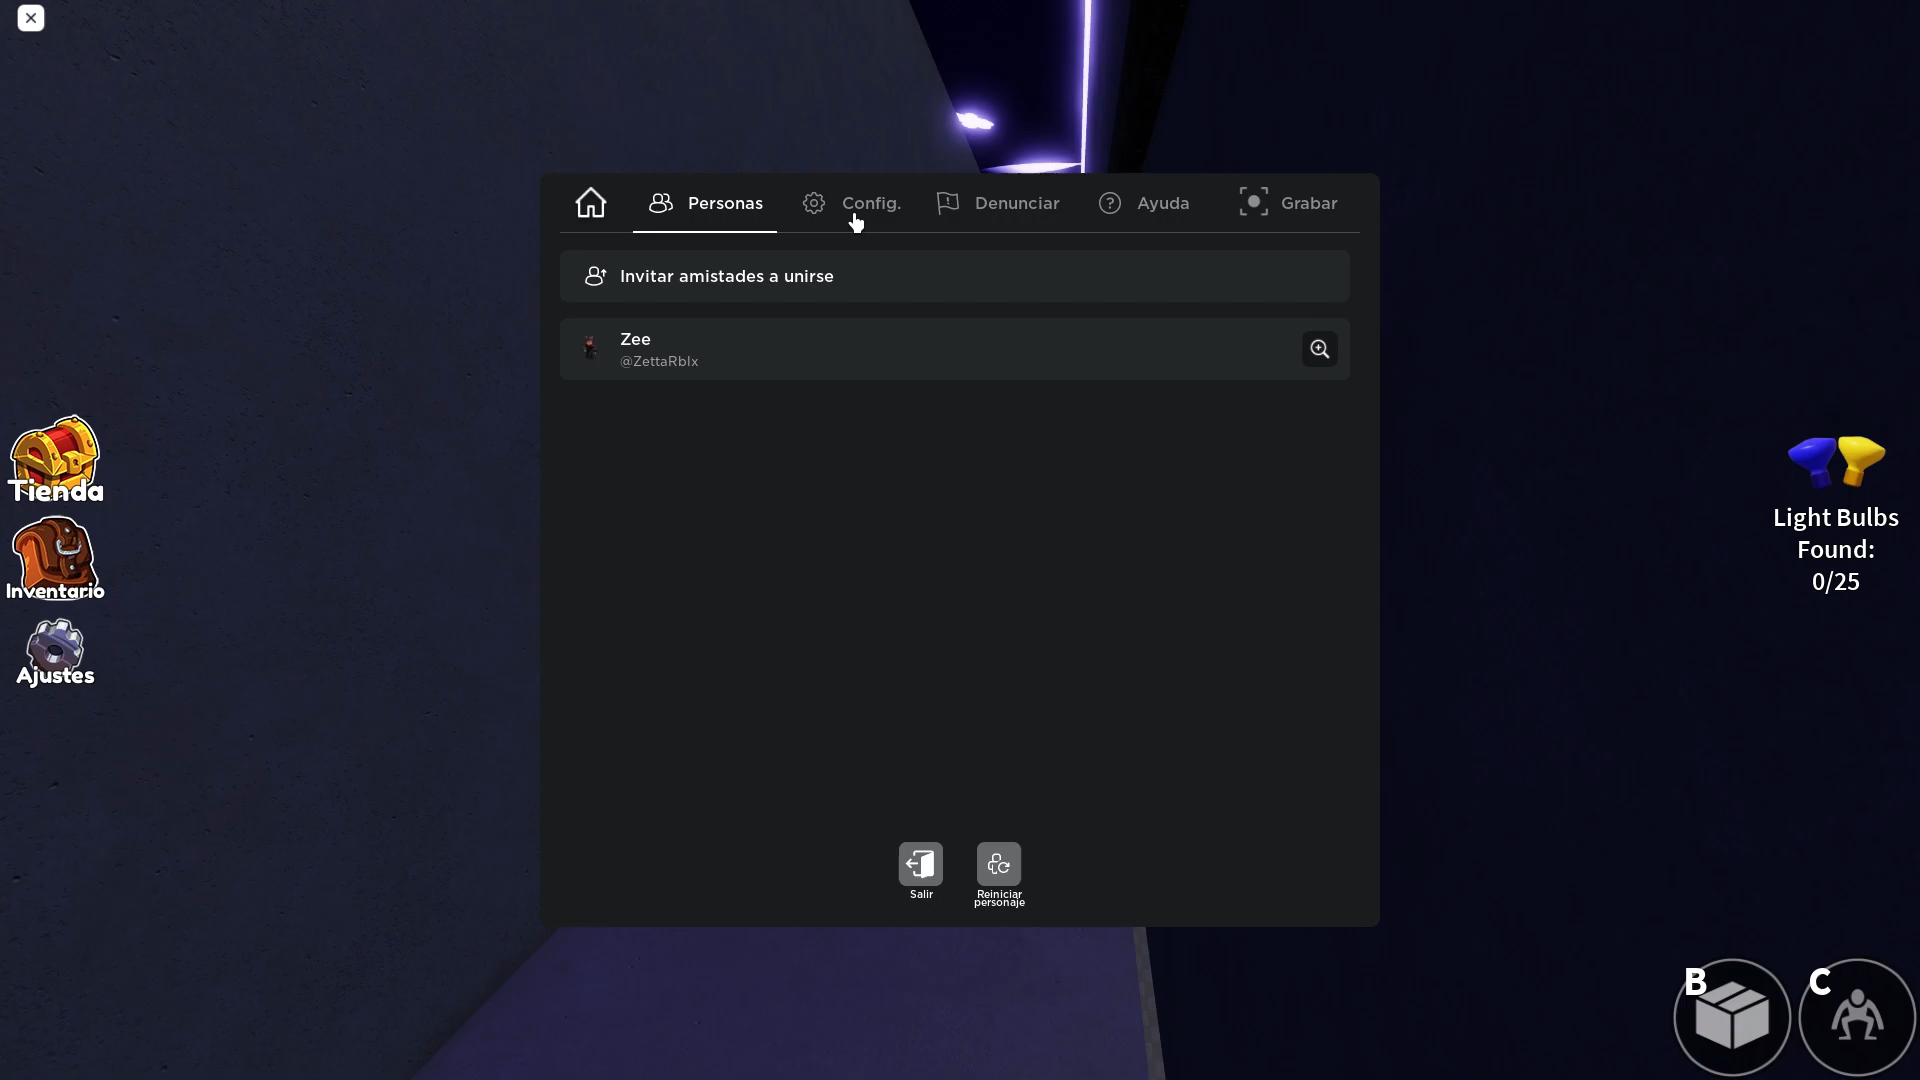 Personas
Config.
Denunciar
Ayuda
Grabar
Invitar amistades a unirse
Zee
@ZettaRblx
Tienda
Inventario
Ajustes
Light Bulbs
Found:
0/25
Salir
Reiniciar
personaje
B
C